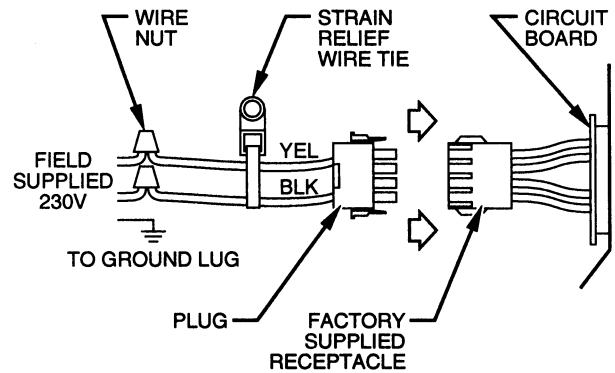 WIRE
NUT
STRAIN
RELIEF
WIRE TIE
CIRCUIT
BOARD
YEL
FIELD
SUPPLIED
230V
BLK
TO GROUND LUG
PLUG
FACTORY
SUPPLIED
RECEPTACLE